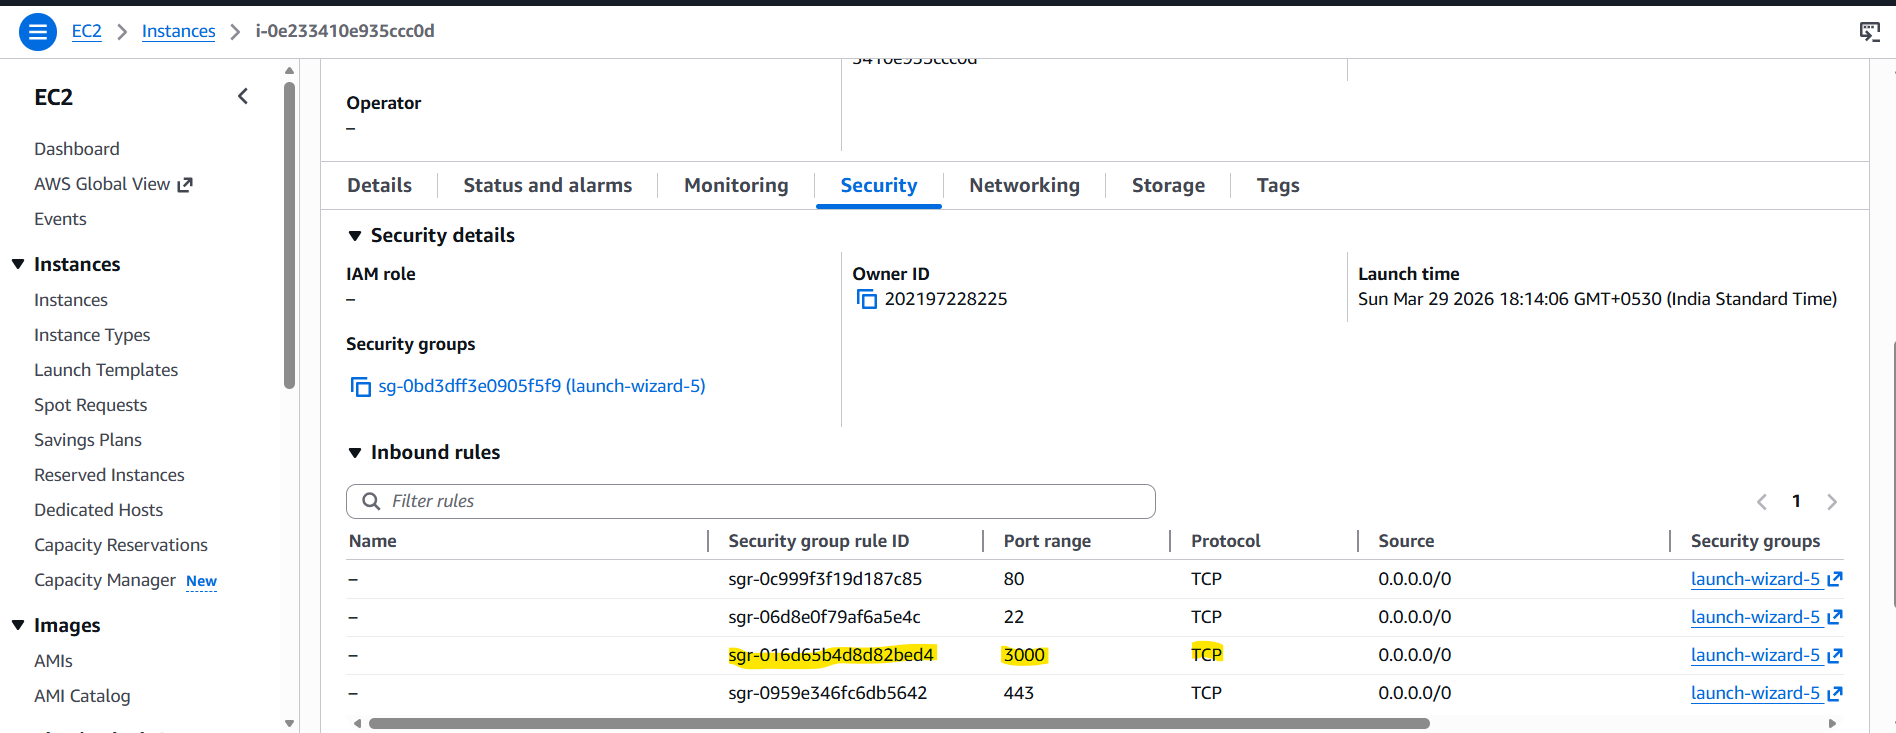 EC2 Instances i-0e233410e935ccc0d
EC2
Dashboard
AWS Global View
Events
Instances
Instances
Instance Types
Launch Templates
Spot Requests
Savings Plans
Reserved Instances
Dedicated Hosts
Capacity Reservations
Capacity Manager New
Images
AMIs
AMI Catalog
3410e935ccc0d
Operator
–
Details Status and alarms Monitoring Security Networking Storage Tags
Security details
IAM role
–
Owner ID
202197228225
Launch time
Sun Mar 29 2026 18:14:06 GMT+0530 (India Standard Time)
Security groups
sg-0bd3dff3e0905f5f9 (launch-wizard-5)
Inbound rules
Filter rules
1
Name Security group rule ID Port range Protocol Source Security groups
– sgr-0c999f3f19d187c85 80 TCP 0.0.0.0/0 launch-wizard-5
– sgr-06d8e0f79af6a5e4c 22 TCP 0.0.0.0/0 launch-wizard-5
– sgr-016d65b4d8d82bed4 3000 TCP 0.0.0.0/0 launch-wizard-5
– sgr-0959e346fc6db5642 443 TCP 0.0.0.0/0 launch-wizard-5